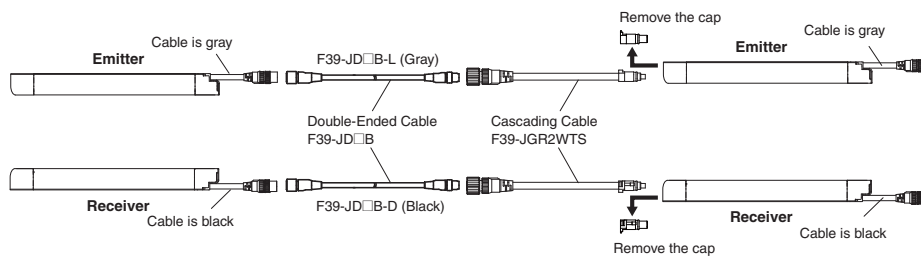 Remove the cap
Cable is gray
Emitter
F39-JD□B-L (Gray)
Emitter
Cable is gray
Double-Ended Cable
F39-JD□B
Cascading Cable
F39-JGR2WTS
Receiver
Cable is black
F39-JD□B-D (Black)
Remove the cap
Receiver
Cable is black